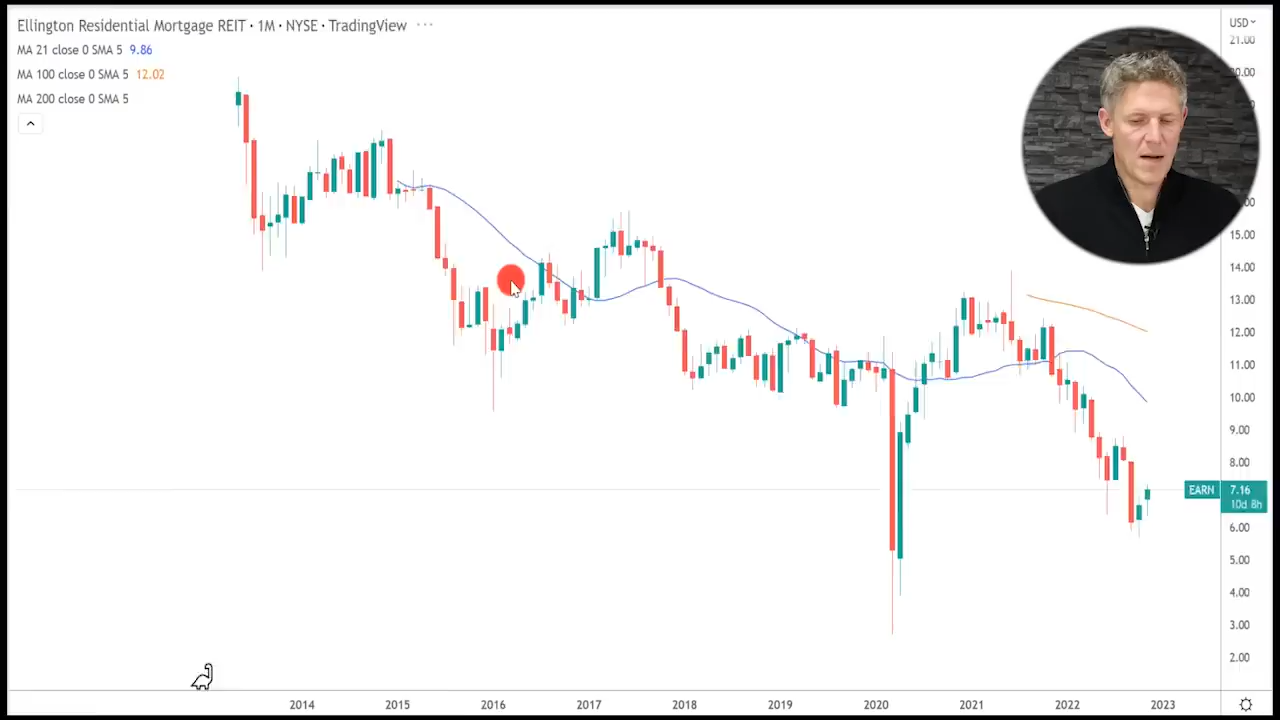 Ellington Residential Mortgage REIT · 1M · NYSE · TradingView ···
MA 21 close 0 SMA 5 9.86
MA 100 close 0 SMA 5 12.02
MA 200 close 0 SMA 5
USD
21.00
15.00
14.00
13.00
12.00
11.00
10.00
9.00
8.00
EARN 7.16
10d 8h
6.00
5.00
4.00
3.00
2.00
2014 2015 2016 2017 2018 2019 2020 2021 2022 2023